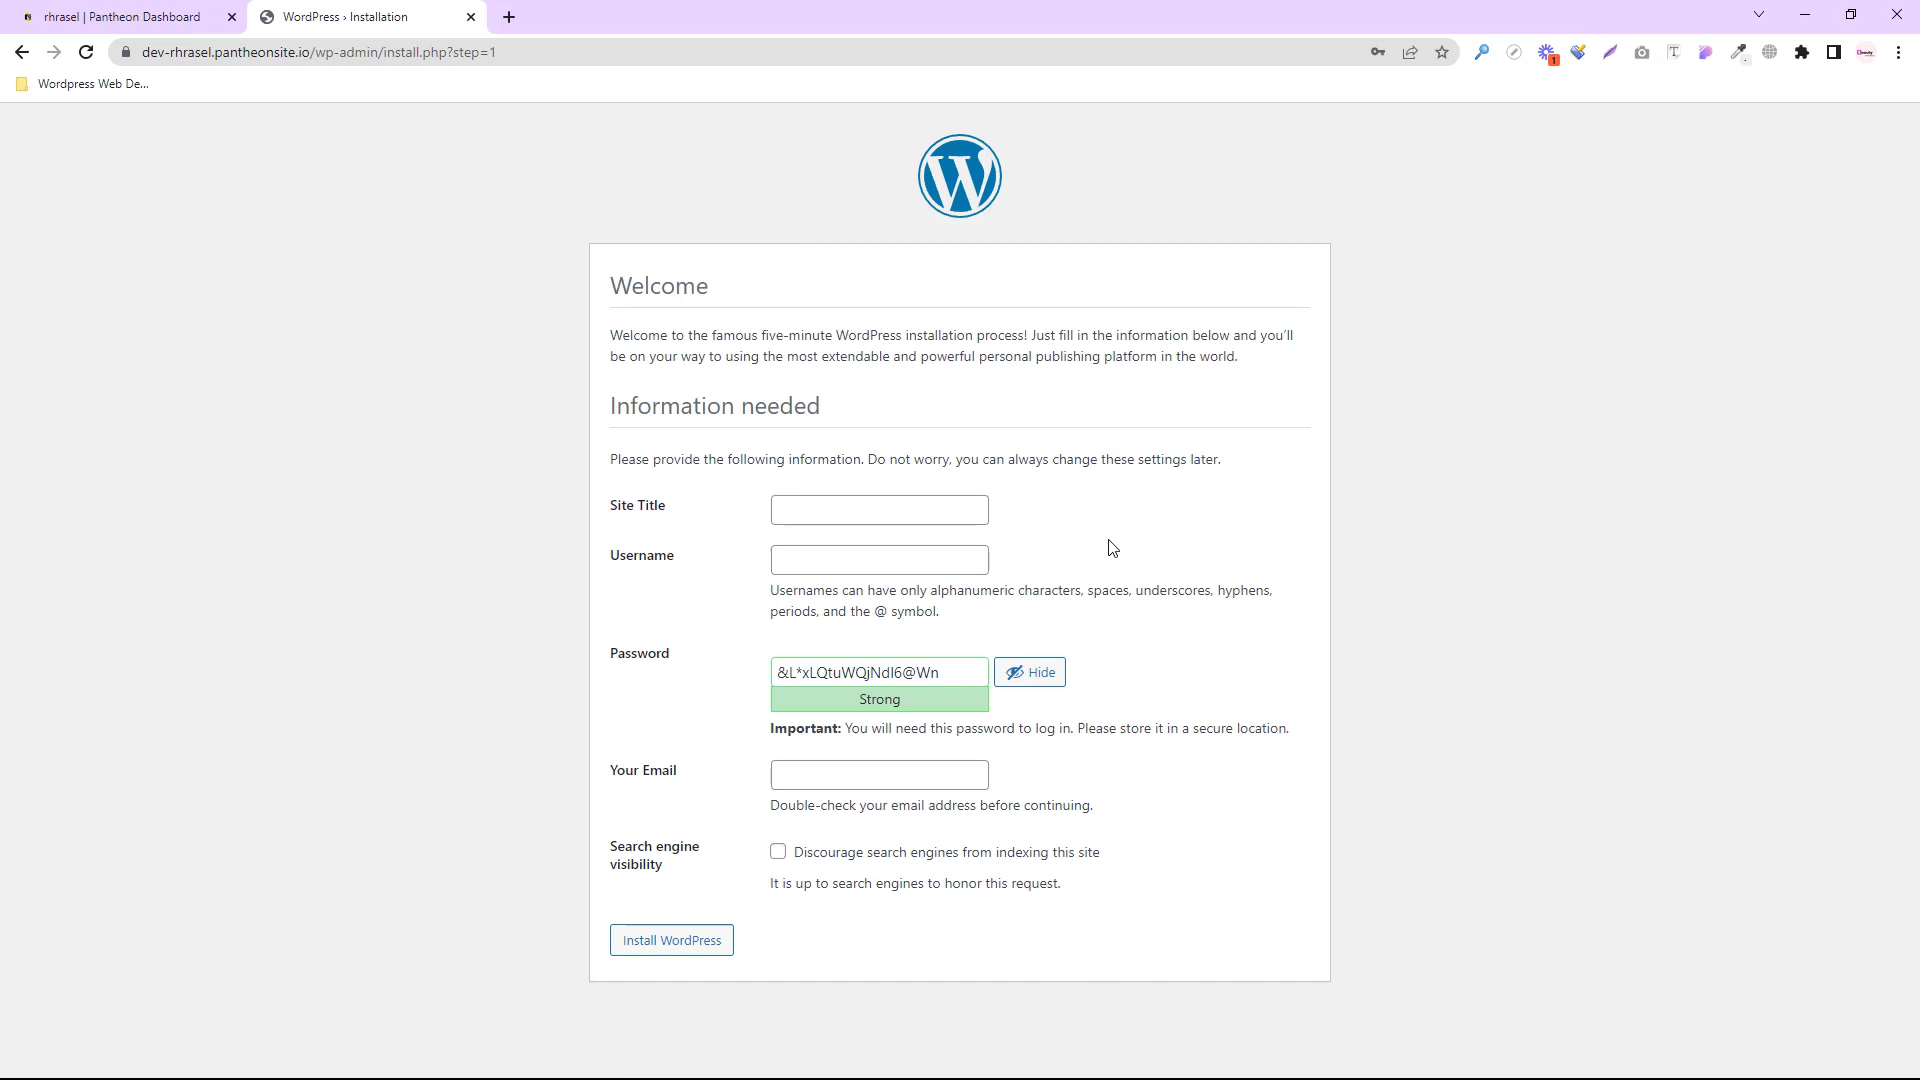 rhrasel | Pantheon Dashboard
WordPress › Installation
dev-rhrasel.pantheonsite.io/wp-admin/install.php?step=1
1
Wordpress Web De...
Welcome
Welcome to the famous five-minute WordPress installation process! Just fill in the information below and you’ll
be on your way to using the most extendable and powerful personal publishing platform in the world.
Information needed
Please provide the following information. Do not worry, you can always change these settings later.
Site Title
Username
Usernames can have only alphanumeric characters, spaces, underscores, hyphens,
periods, and the @ symbol.
Password
&L*xLQtuWQjNdI6@Wn
Hide
Strong
Important: You will need this password to log in. Please store it in a secure location.
Your Email
Double-check your email address before continuing.
Search engine
visibility
Discourage search engines from indexing this site
It is up to search engines to honor this request.
Install WordPress